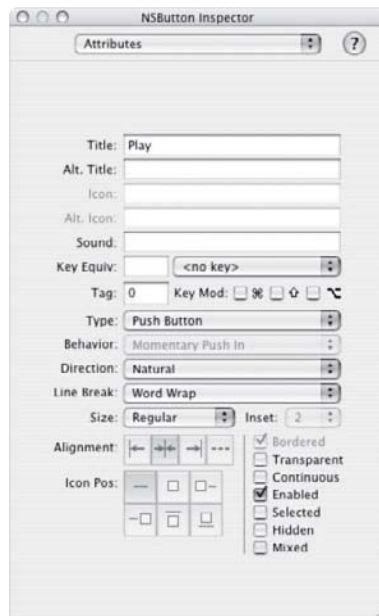 NSButton Inspector
Attributes
?
Title: Play
Alt. Title:
Icon:
Alt. Icon:
Sound:
Key Equiv: <no key>
Tag: 0 Key Mod: ⌘ ⇧ ⌥
Type: Push Button
Behavior: Momentary Push In
Direction: Natural
Line Break: Word Wrap
Size: Regular Inset: 2
Alignment:
Bordered
Transparent
Continuous
Icon Pos:
Enabled
Selected
Hidden
Mixed